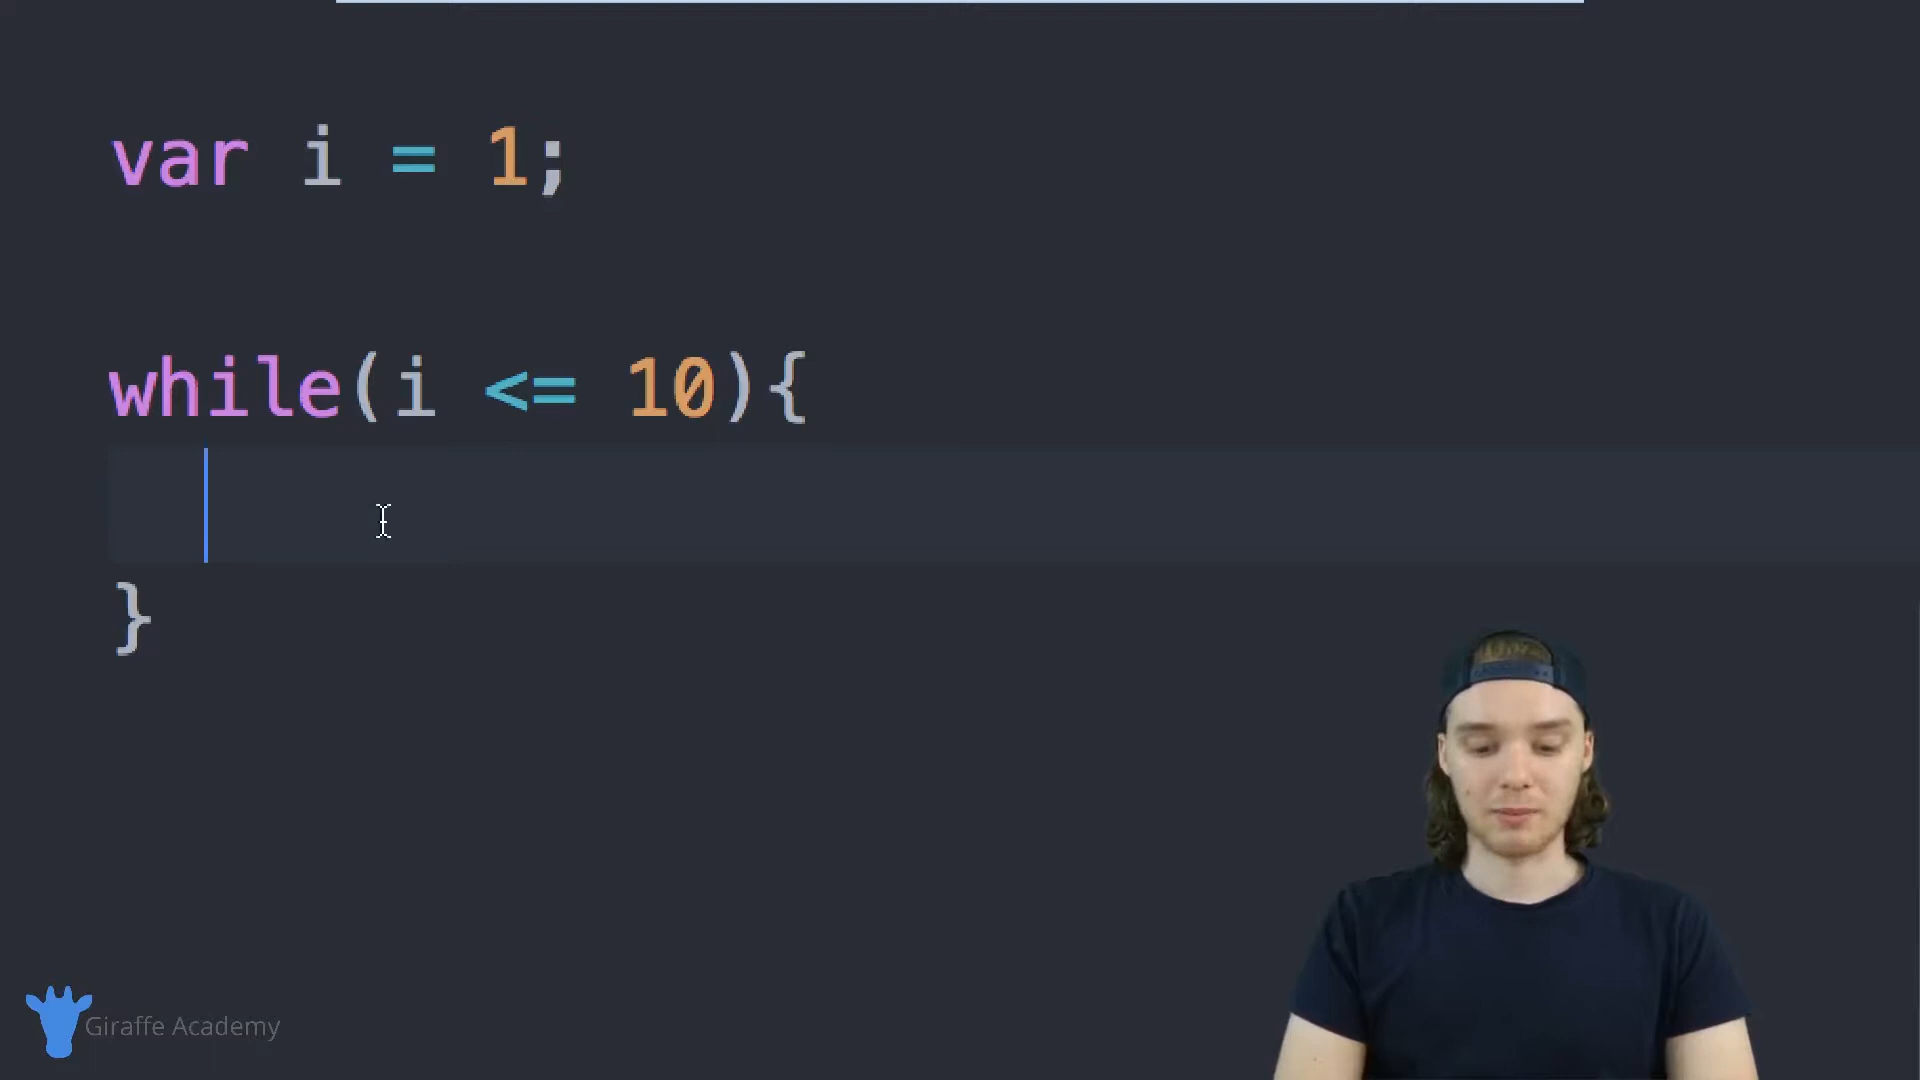 var i = 1;
while(i <= 10){
}
Giraffe Academy